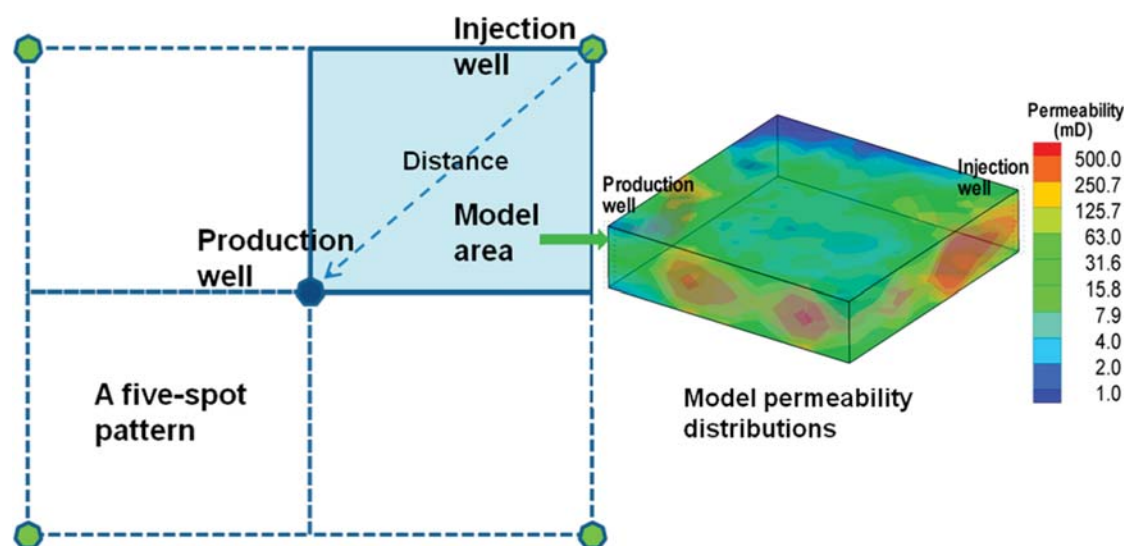 Injection
well
Distance
Model
area
Production
well
A five-spot
pattern
Production
well
Injection
well
Model permeability
distributions
Permeability
(mD)
500.0
250.7
125.7
63.0
31.6
15.8
7.9
4.0
2.0
1.0